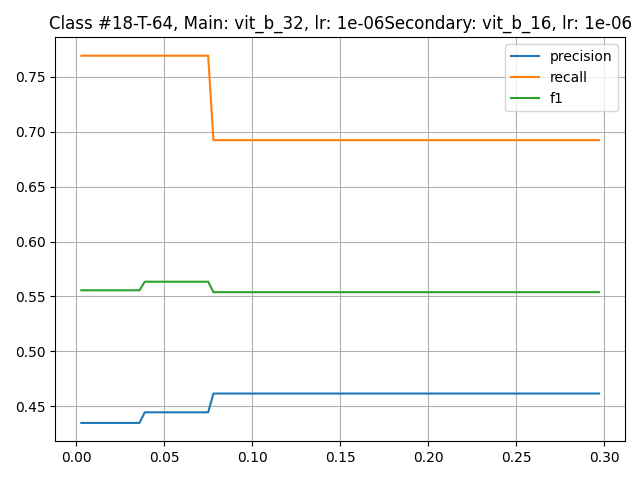 Class #18-T-64, Main: vit_b_32, lr: 1e-06Secondary: vit_b_16, lr: 1e-06
precision
recall
f1
0.75
0.70
0.65
0.60
0.55
0.50
0.45
0.00 0.05 0.10 0.15 0.20 0.25 0.30